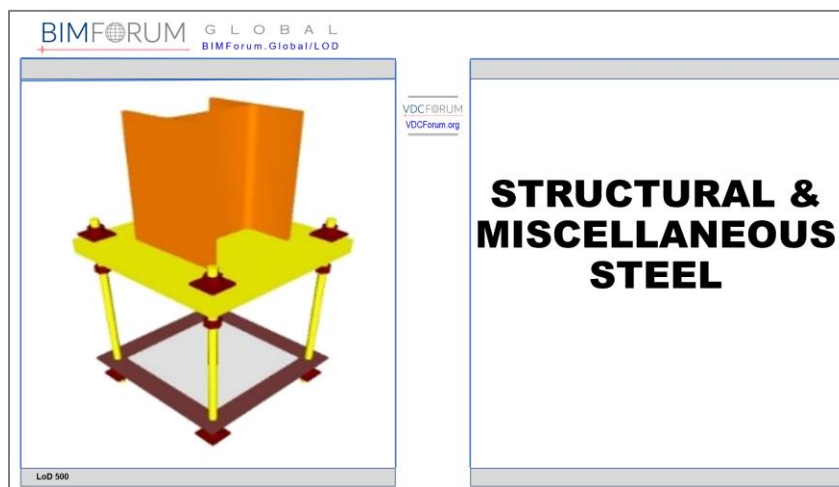 BIMFORUM GLOBAL
BIMForum.Global/LOD
VDCFORUM
VDCForum.org
STRUCTURAL &
MISCELLANEOUS
STEEL
LoD 500